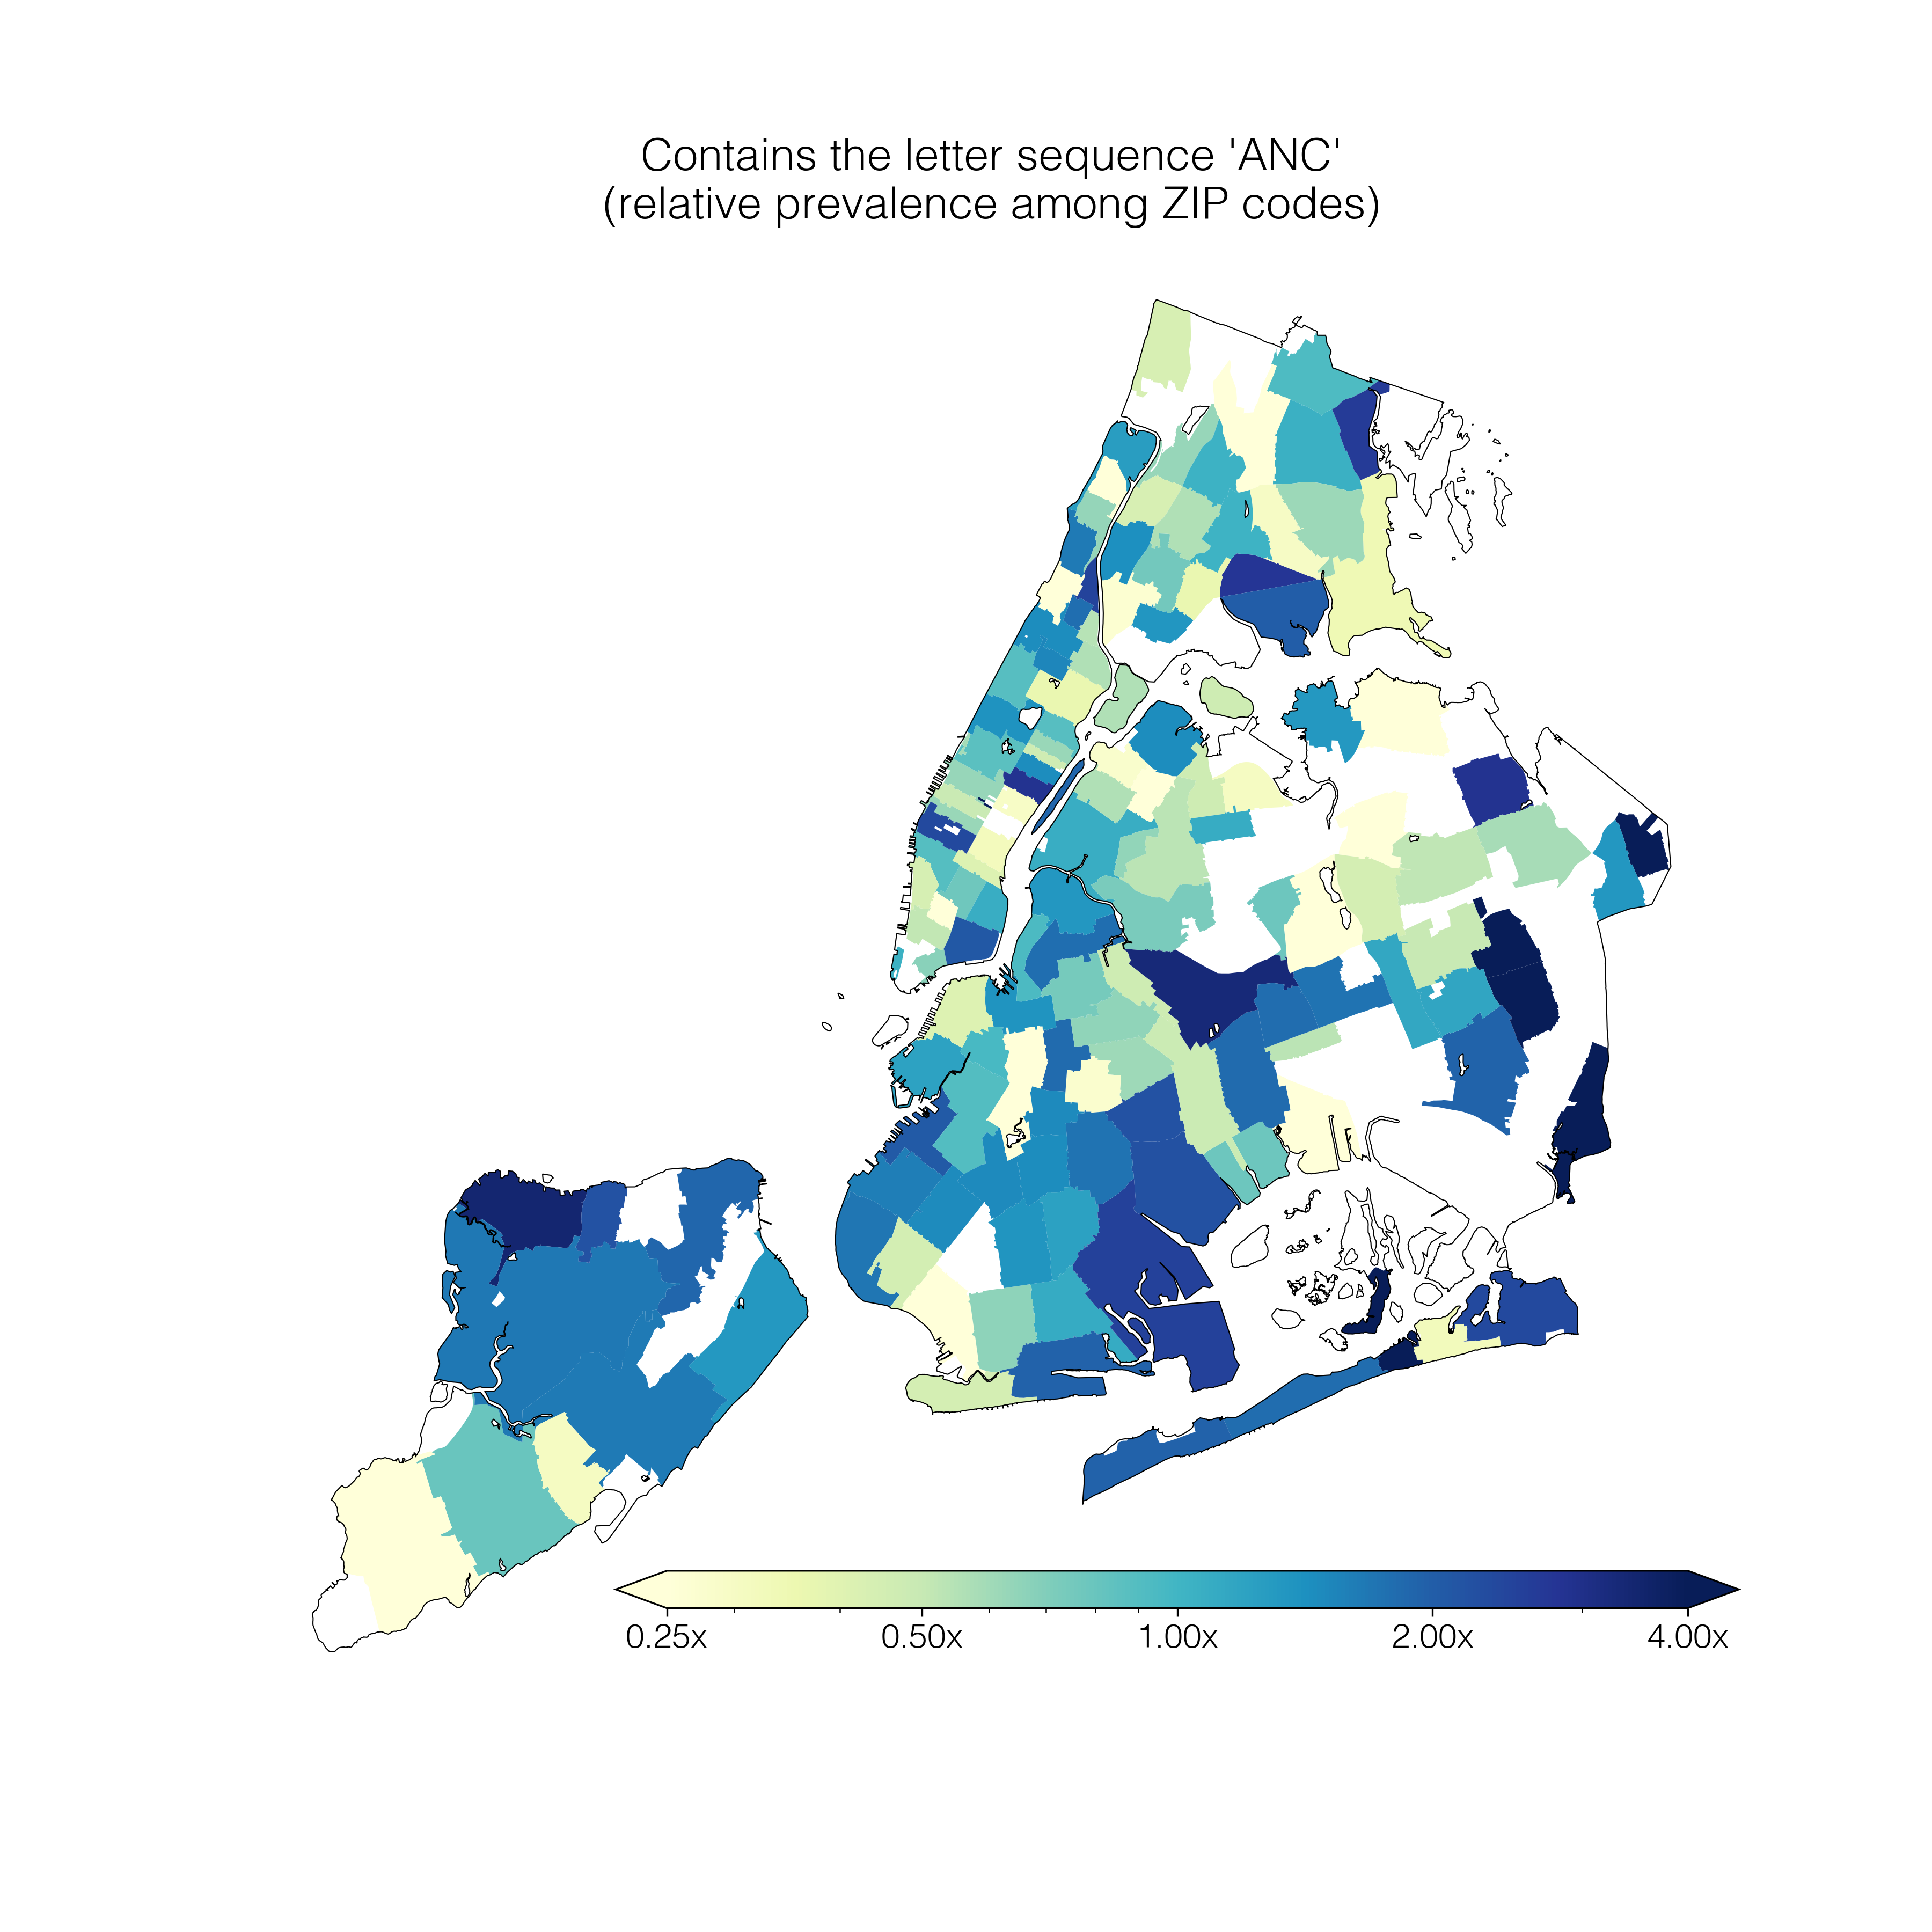 Contains the letter sequence 'ANC'
(relative prevalence among ZIP codes)
0.25x 0.50x 1.00x 2.00x 4.00x